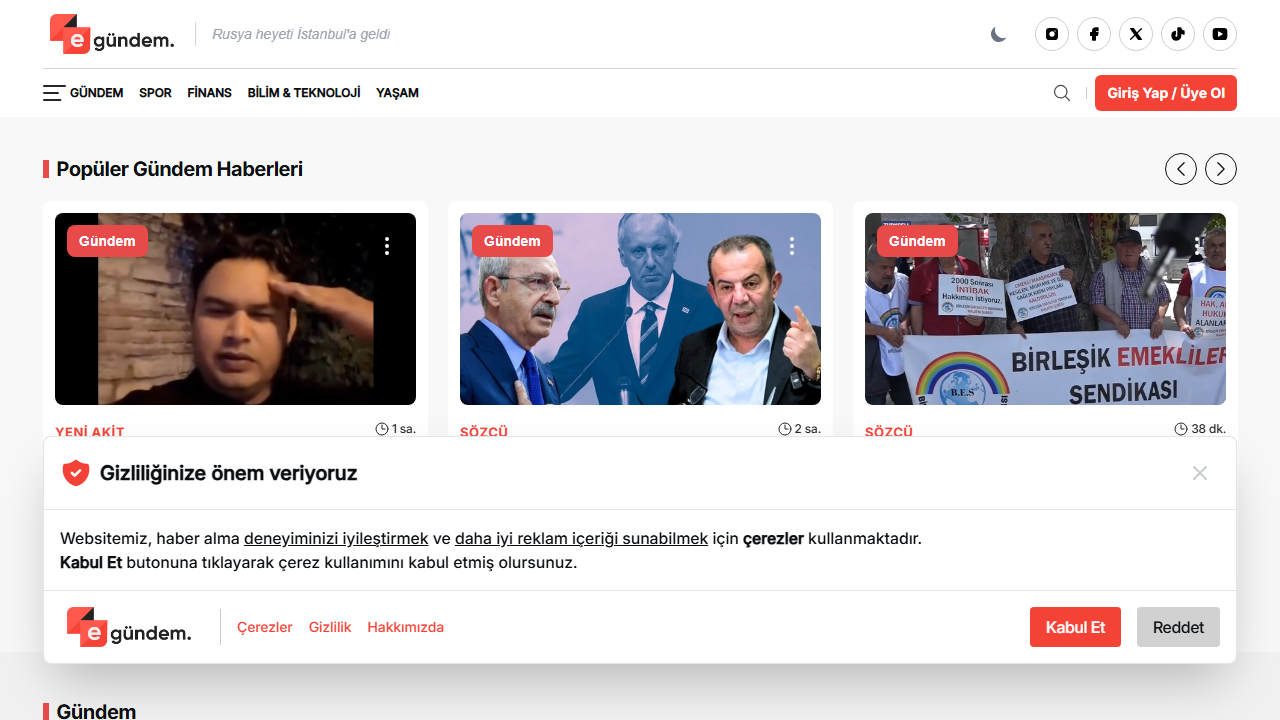 e gündem.
Rusya heyeti İstanbul'a geldi
GÜNDEM
SPOR
FİNANS
BİLİM & TEKNOLOJİ
YAŞAM
Giriş Yap / Üye Ol
Popüler Gündem Haberleri
Gündem
Gündem
Gündem
2000 Sonrası
İNTİBAK
Hakkımızı İstiyoruz.
HAK, A
HUKU
ALANLAR
BİRLEŞİK EMEKLİLER
SENDİKASI
B.E.S
YENİ AKİT
1 sa.
SÖZCÜ
2 sa.
SÖZCÜ
38 dk.
Gizliliğinize önem veriyoruz
Websitemiz, haber alma deneyiminizi iyileştirmek ve daha iyi reklam içeriği sunabilmek için çerezler kullanmaktadır.
Kabul Et butonuna tıklayarak çerez kullanımını kabul etmiş olursunuz.
e gündem.
Çerezler
Gizlilik
Hakkımızda
Kabul Et
Reddet
Gündem